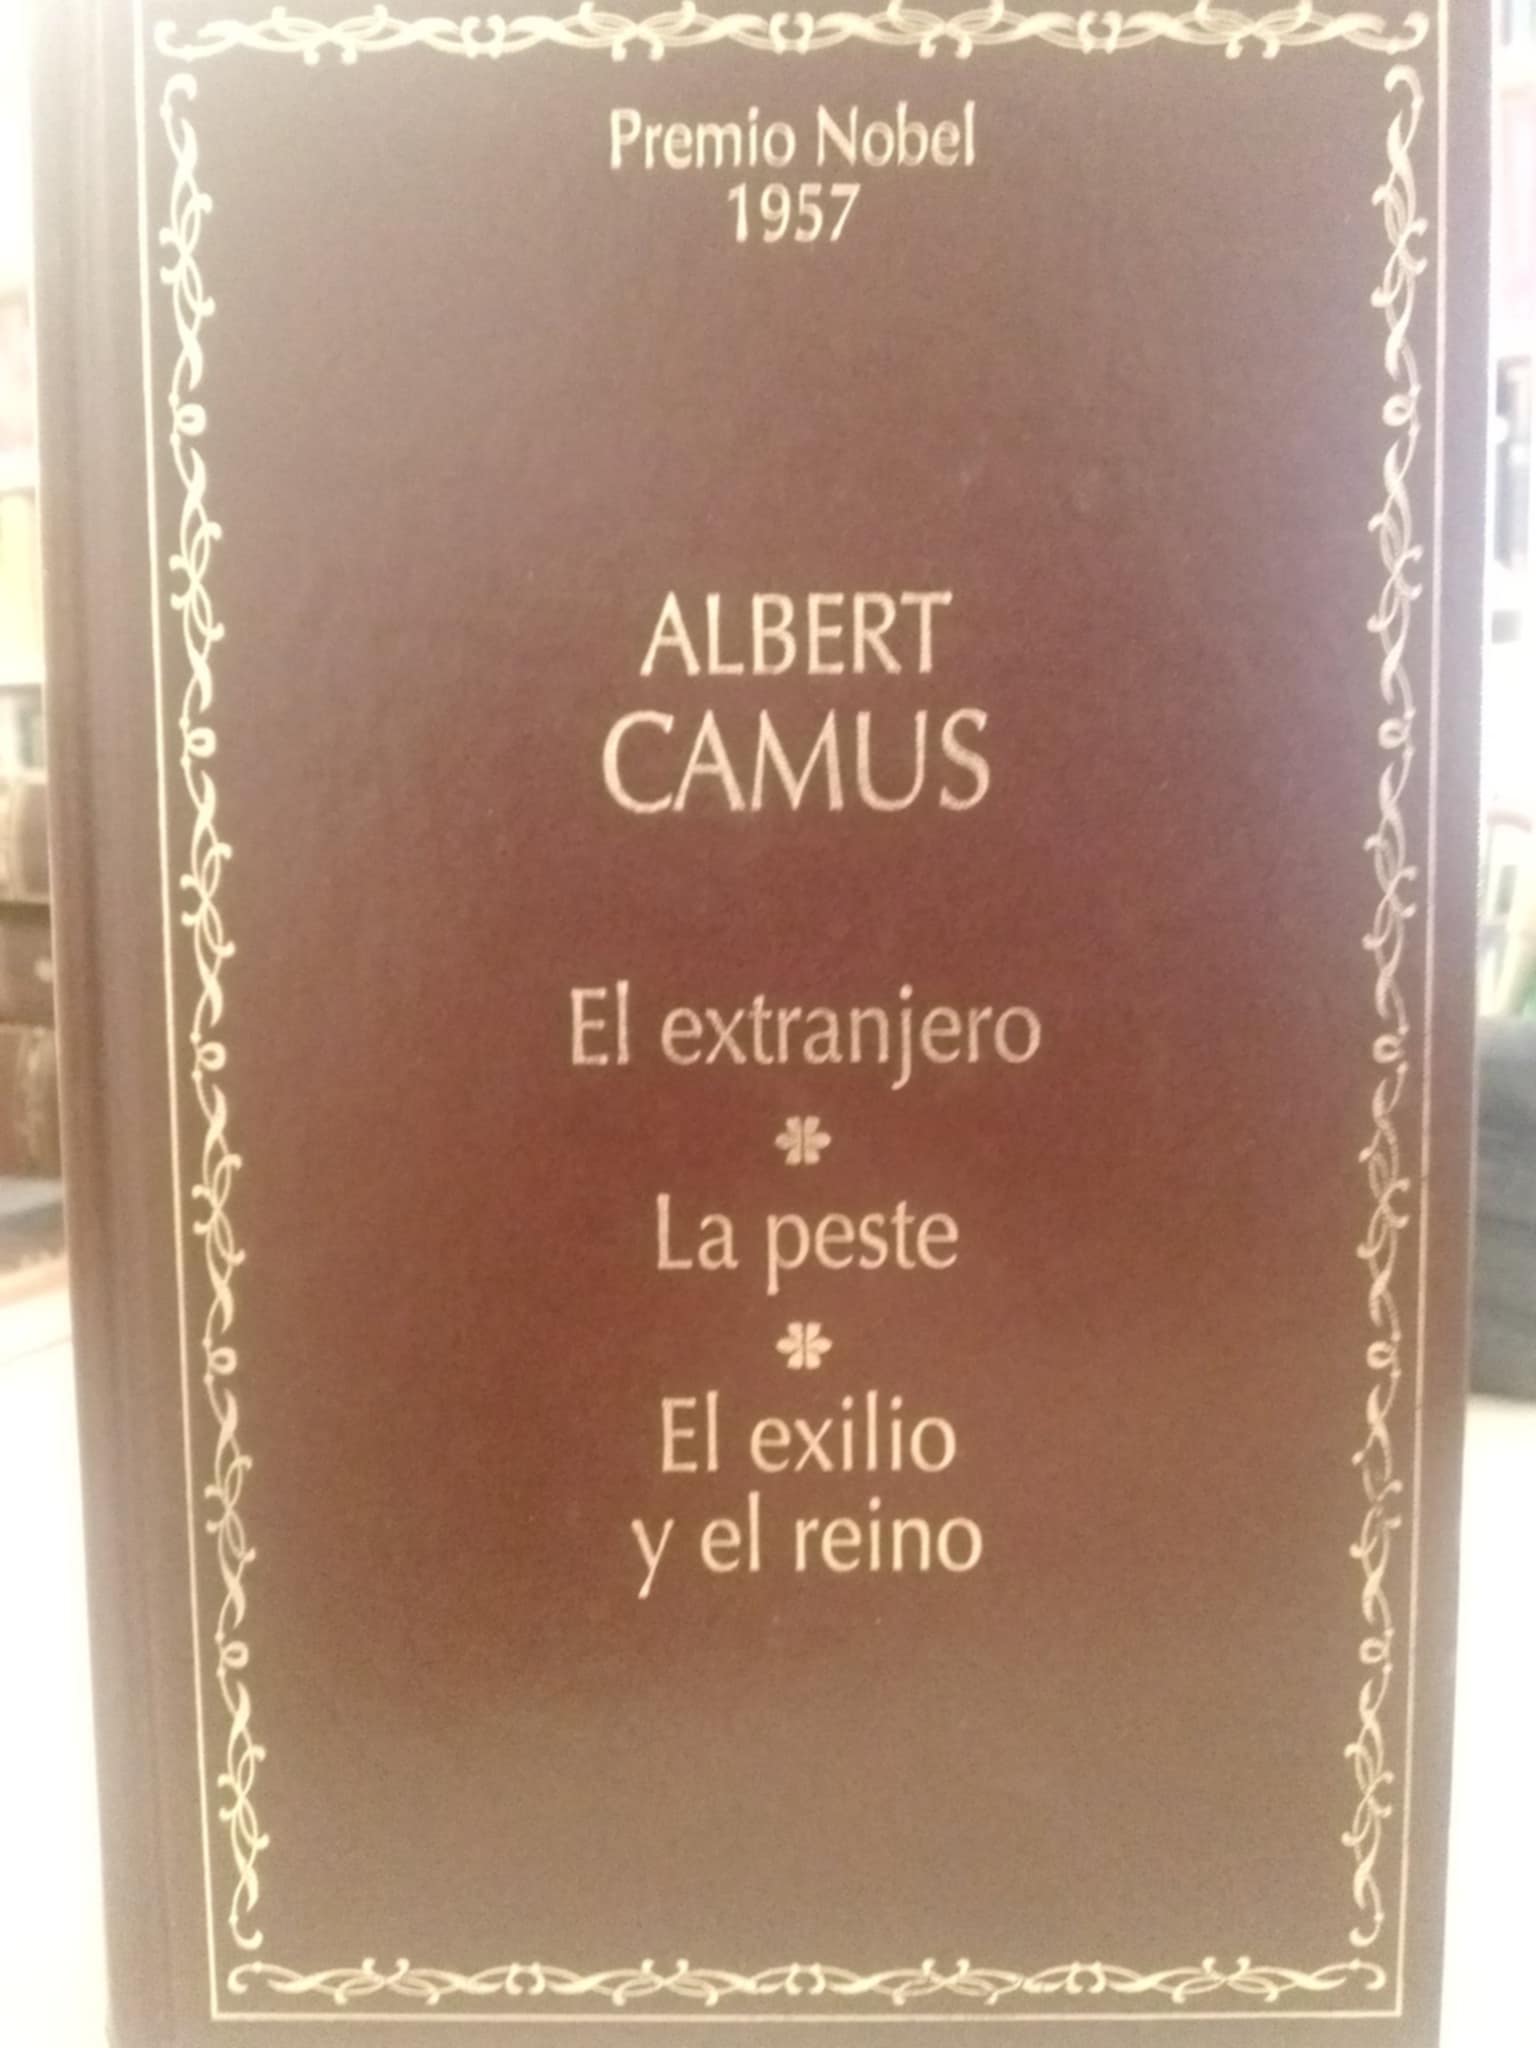 Premio Nobel
1957
ALBERT
CAMUS
El extranjero
La peste
El exilio
y el reino